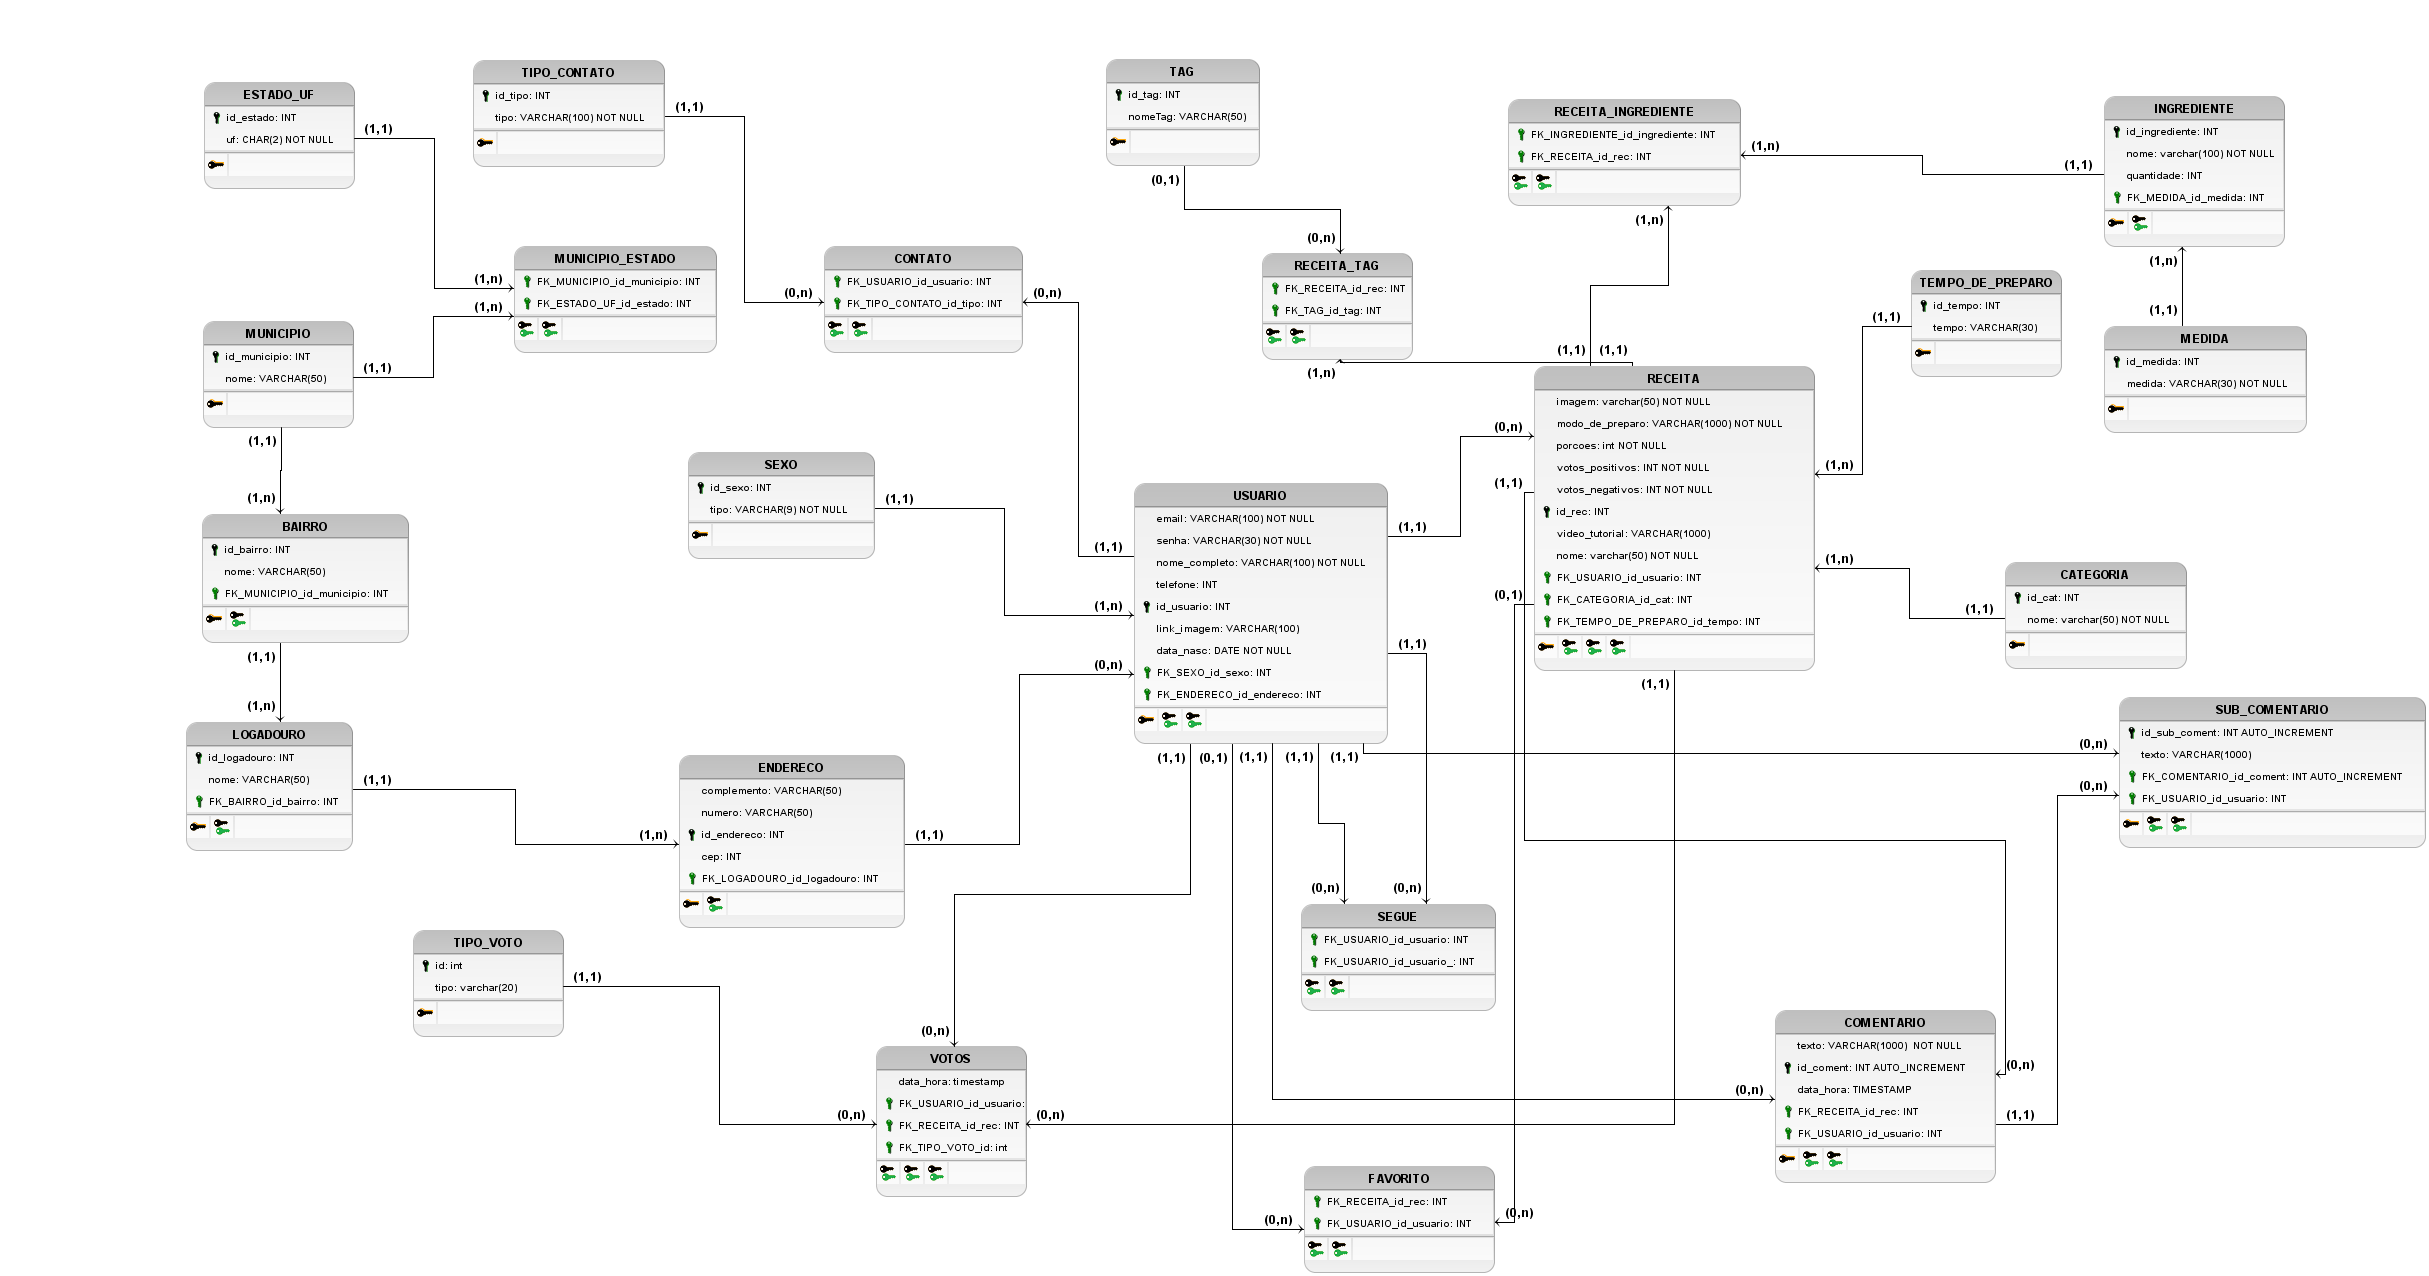 ESTADO_UF
id_estado: INT
uf: CHAR(2) NOT NULL
(1,1)
TIPO_CONTATO
id_tipo: INT
tipo: VARCHAR(100) NOT NULL
(1,1)
TAG
id_tag: INT
nomeTag: VARCHAR(50)
(0,1)
RECEITA_INGREDIENTE
FK_INGREDIENTE_id_ingrediente: INT
FK_RECEITA_id_rec: INT
(1,n)
(1,n)
INGREDIENTE
id_ingrediente: INT
nome: varchar(100) NOT NULL
quantidade: INT
FK_MEDIDA_id_medida: INT
(1,1)
(1,n)
MUNICIPIO_ESTADO
FK_MUNICIPIO_id_municipio: INT
FK_ESTADO_UF_id_estado: INT
(1,n)
(1,n)
CONTATO
FK_USUARIO_id_usuario: INT
FK_TIPO_CONTATO_id_tipo: INT
(0,n)
(0,n)
RECEITA_TAG
FK_RECEITA_id_rec: INT
FK_TAG_id_tag: INT
(0,n)
(1,n)
TEMPO_DE_PREPARO
id_tempo: INT
tempo: VARCHAR(30)
(1,1)
MEDIDA
id_medida: INT
medida: VARCHAR(30) NOT NULL
(1,1)
MUNICIPIO
id_municipio: INT
nome: VARCHAR(50)
(1,1)
(1,1)
RECEITA
imagem: varchar(50) NOT NULL
modo_de_preparo: VARCHAR(1000) NOT NULL
porcoes: int NOT NULL
votos_positivos: INT NOT NULL
votos_negativos: INT NOT NULL
id_rec: INT
video_tutorial: VARCHAR(1000)
nome: varchar(50) NOT NULL
FK_USUARIO_id_usuario: INT
FK_CATEGORIA_id_cat: INT
FK_TEMPO_DE_PREPARO_id_tempo: INT
(1,1)
(1,1)
(0,n)
(1,n)
(1,1)
(1,n)
(0,1)
(1,1)
SEXO
id_sexo: INT
tipo: VARCHAR(9) NOT NULL
(1,1)
USUARIO
email: VARCHAR(100) NOT NULL
senha: VARCHAR(30) NOT NULL
nome_completo: VARCHAR(100) NOT NULL
telefone: INT
id_usuario: INT
link_imagem: VARCHAR(100)
data_nasc: DATE NOT NULL
FK_SEXO_id_sexo: INT
FK_ENDERECO_id_endereco: INT
(1,1)
(1,1)
(1,n)
(1,1)
(0,n)
(1,1)
(0,1)
(1,1)
(1,1)
(1,1)
BAIRRO
id_bairro: INT
nome: VARCHAR(50)
FK_MUNICIPIO_id_municipio: INT
(1,n)
(1,1)
CATEGORIA
id_cat: INT
nome: varchar(50) NOT NULL
(1,1)
LOGADOURO
id_logadouro: INT
nome: VARCHAR(50)
FK_BAIRRO_id_bairro: INT
(1,n)
(1,1)
ENDERECO
complemento: VARCHAR(50)
numero: VARCHAR(50)
id_endereco: INT
cep: INT
FK_LOGADOURO_id_logadouro: INT
(1,n)
(1,1)
SUB_COMENTARIO
id_sub_coment: INT AUTO_INCREMENT
texto: VARCHAR(1000)
FK_COMENTARIO_id_coment: INT AUTO_INCREMENT
FK_USUARIO_id_usuario: INT
(0,n)
(0,n)
TIPO_VOTO
id: int
tipo: varchar(20)
(1,1)
SEGUE
FK_USUARIO_id_usuario: INT
FK_USUARIO_id_usuario_: INT
(0,n)
(0,n)
VOTOS
data_hora: timestamp
FK_USUARIO_id_usuario:
FK_RECEITA_id_rec: INT
FK_TIPO_VOTO_id: int
(0,n)
(0,n)
(0,n)
COMENTARIO
texto: VARCHAR(1000) NOT NULL
id_coment: INT AUTO_INCREMENT
data_hora: TIMESTAMP
FK_RECEITA_id_rec: INT
FK_USUARIO_id_usuario: INT
(0,n)
(0,n)
(1,1)
FAVORITO
FK_RECEITA_id_rec: INT
FK_USUARIO_id_usuario: INT
(0,n)
(0,n)